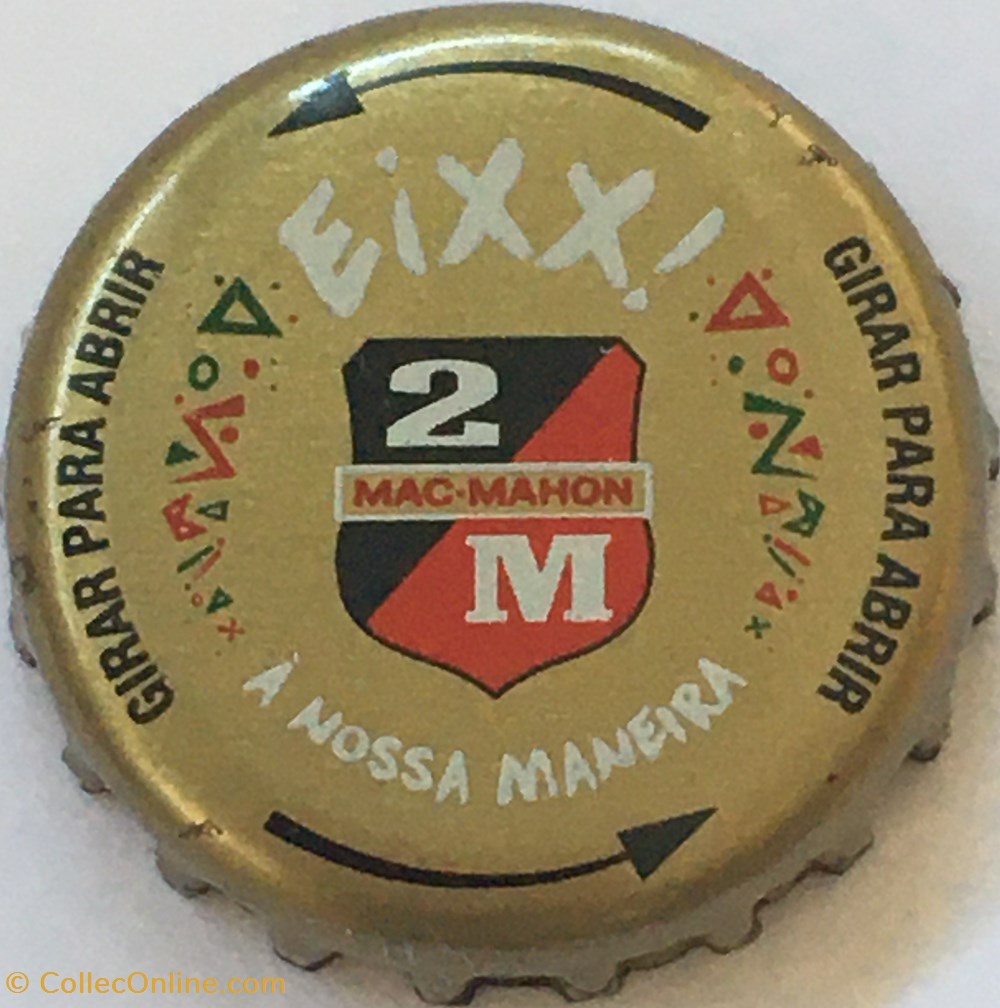 EiXX!
GIRAR PARA ABRIR
GIRAR PARA ABRIR
2
MAC-MAHON
M
À NOSSA MANEIRA
© CollecOnline.com